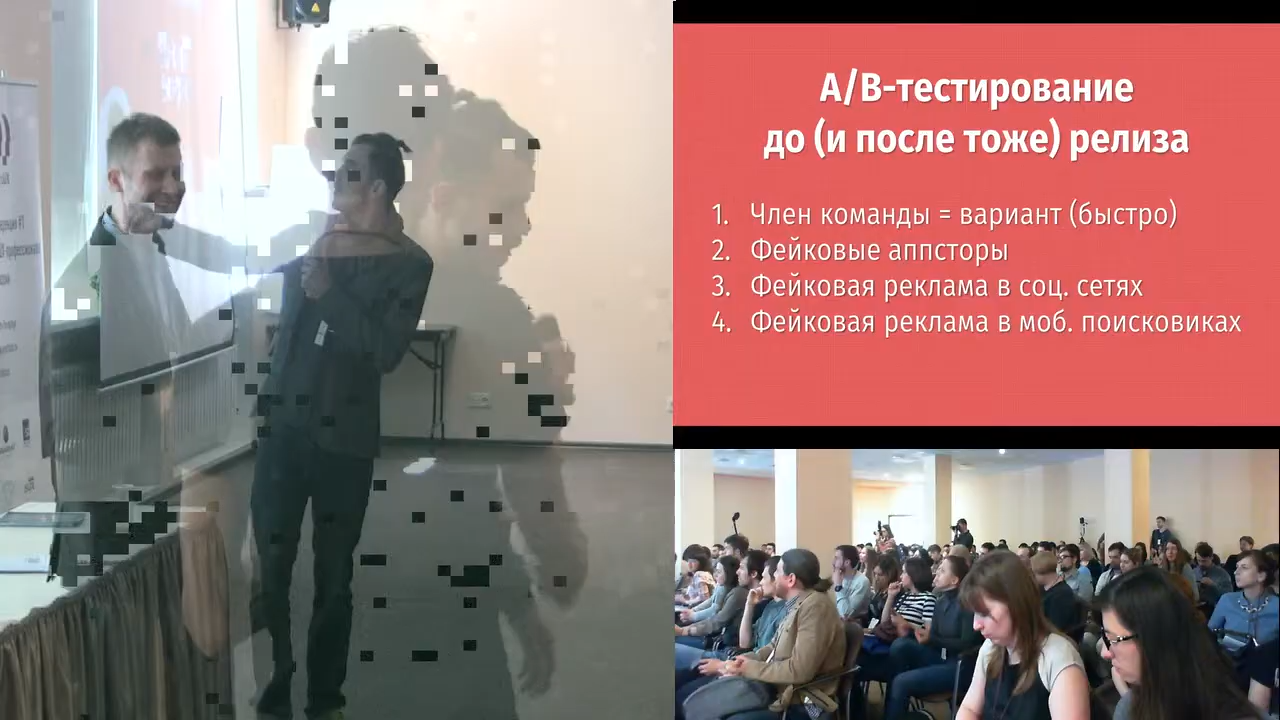 А/В-тестирование
до (и после тоже) релиза
1. Член команды = вариант (быстро)
2. Фейковые аппсторы
3. Фейковая реклама в соц. сетях
4. Фейковая реклама в моб. поисковиках